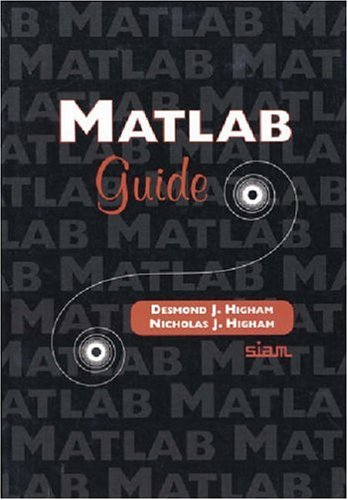 MATLAB
Guide
DESMOND J. HIGHAM
NICHOLAS J. HIGHAM
siam